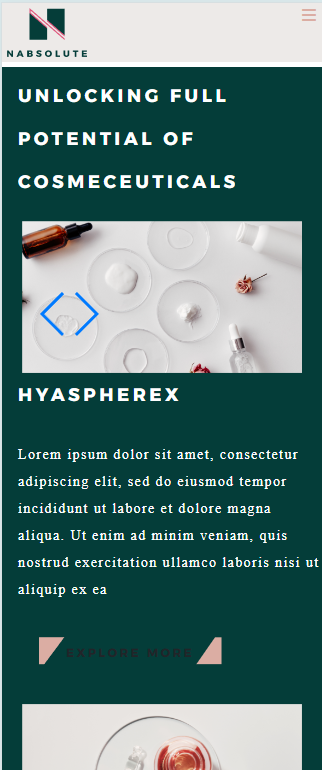 NABSOLUTE
UNLOCKING FULL
POTENTIAL OF
COSMECEUTICALS
HYASPHEREX
Lorem ipsum dolor sit amet, consectetur
adipiscing elit, sed do eiusmod tempor
incididunt ut labore et dolore magna
aliqua. Ut enim ad minim veniam, quis
nostrud exercitation ullamco laboris nisi ut
aliquip ex ea
EXPLORE MORE